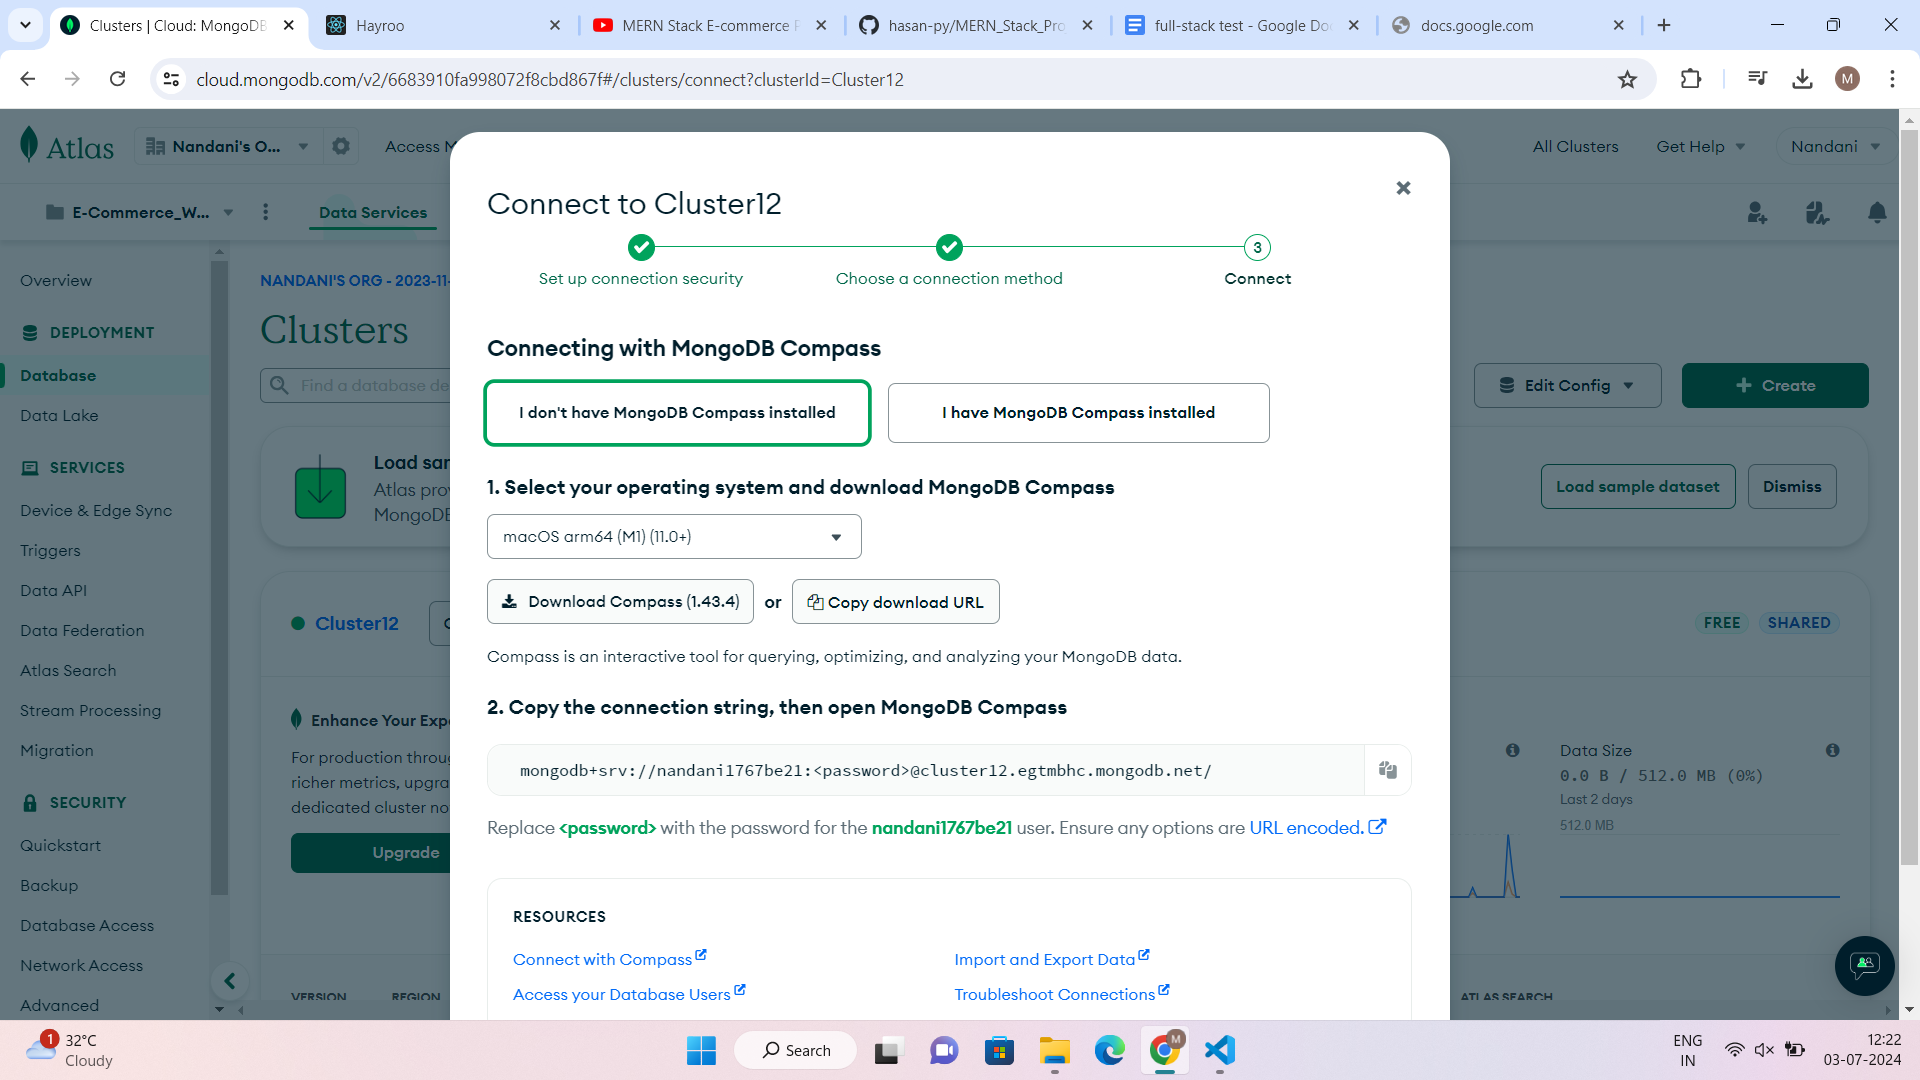 Clusters | Cloud: MongoDB
Hayroo
MERN Stack E-commerce P
hasan-py/MERN_Stack_Pro
full-stack test - Google Do
docs.google.com
cloud.mongodb.com/v2/6683910fa998072f8cbd867f#/clusters/connect?clusterId=Cluster12
M
Atlas
Nandani's O...
Access M
All Clusters
Get Help
Nandani
E-Commerce_W...
Data Services
Overview
DEPLOYMENT
Database
Data Lake
SERVICES
Device & Edge Sync
Triggers
Data API
Data Federation
Atlas Search
Stream Processing
Migration
SECURITY
Quickstart
Backup
Database Access
Network Access
Advanced
NANDANI'S ORG - 2023-11-
Clusters
Find a database de
Edit Config
+ Create
Load sar
Atlas prov
MongoDB
Load sample dataset
Dismiss
Cluster12
FREE
SHARED
Enhance Your Expe
For production throug
richer metrics, upgra
dedicated cluster no
Upgrade
Data Size
0.0 B / 512.0 MB (0%)
Last 2 days
512.0 MB
VERSION
REGION
ATLAS SEARCH
Connect to Cluster12
Set up connection security
Choose a connection method
3
Connect
Connecting with MongoDB Compass
I don't have MongoDB Compass installed
I have MongoDB Compass installed
1. Select your operating system and download MongoDB Compass
macOS arm64 (M1) (11.0+)
Download Compass (1.43.4)
or
Copy download URL
Compass is an interactive tool for querying, optimizing, and analyzing your MongoDB data.
2. Copy the connection string, then open MongoDB Compass
mongodb+srv://nandani1767be21:<password>@cluster12.egtmbhc.mongodb.net/
Replace <password> with the password for the nandani1767be21 user. Ensure any options are URL encoded.
RESOURCES
Connect with Compass
Import and Export Data
Access your Database Users
Troubleshoot Connections
1
32°C
Cloudy
Search
M
ENG
IN
12:22
03-07-2024